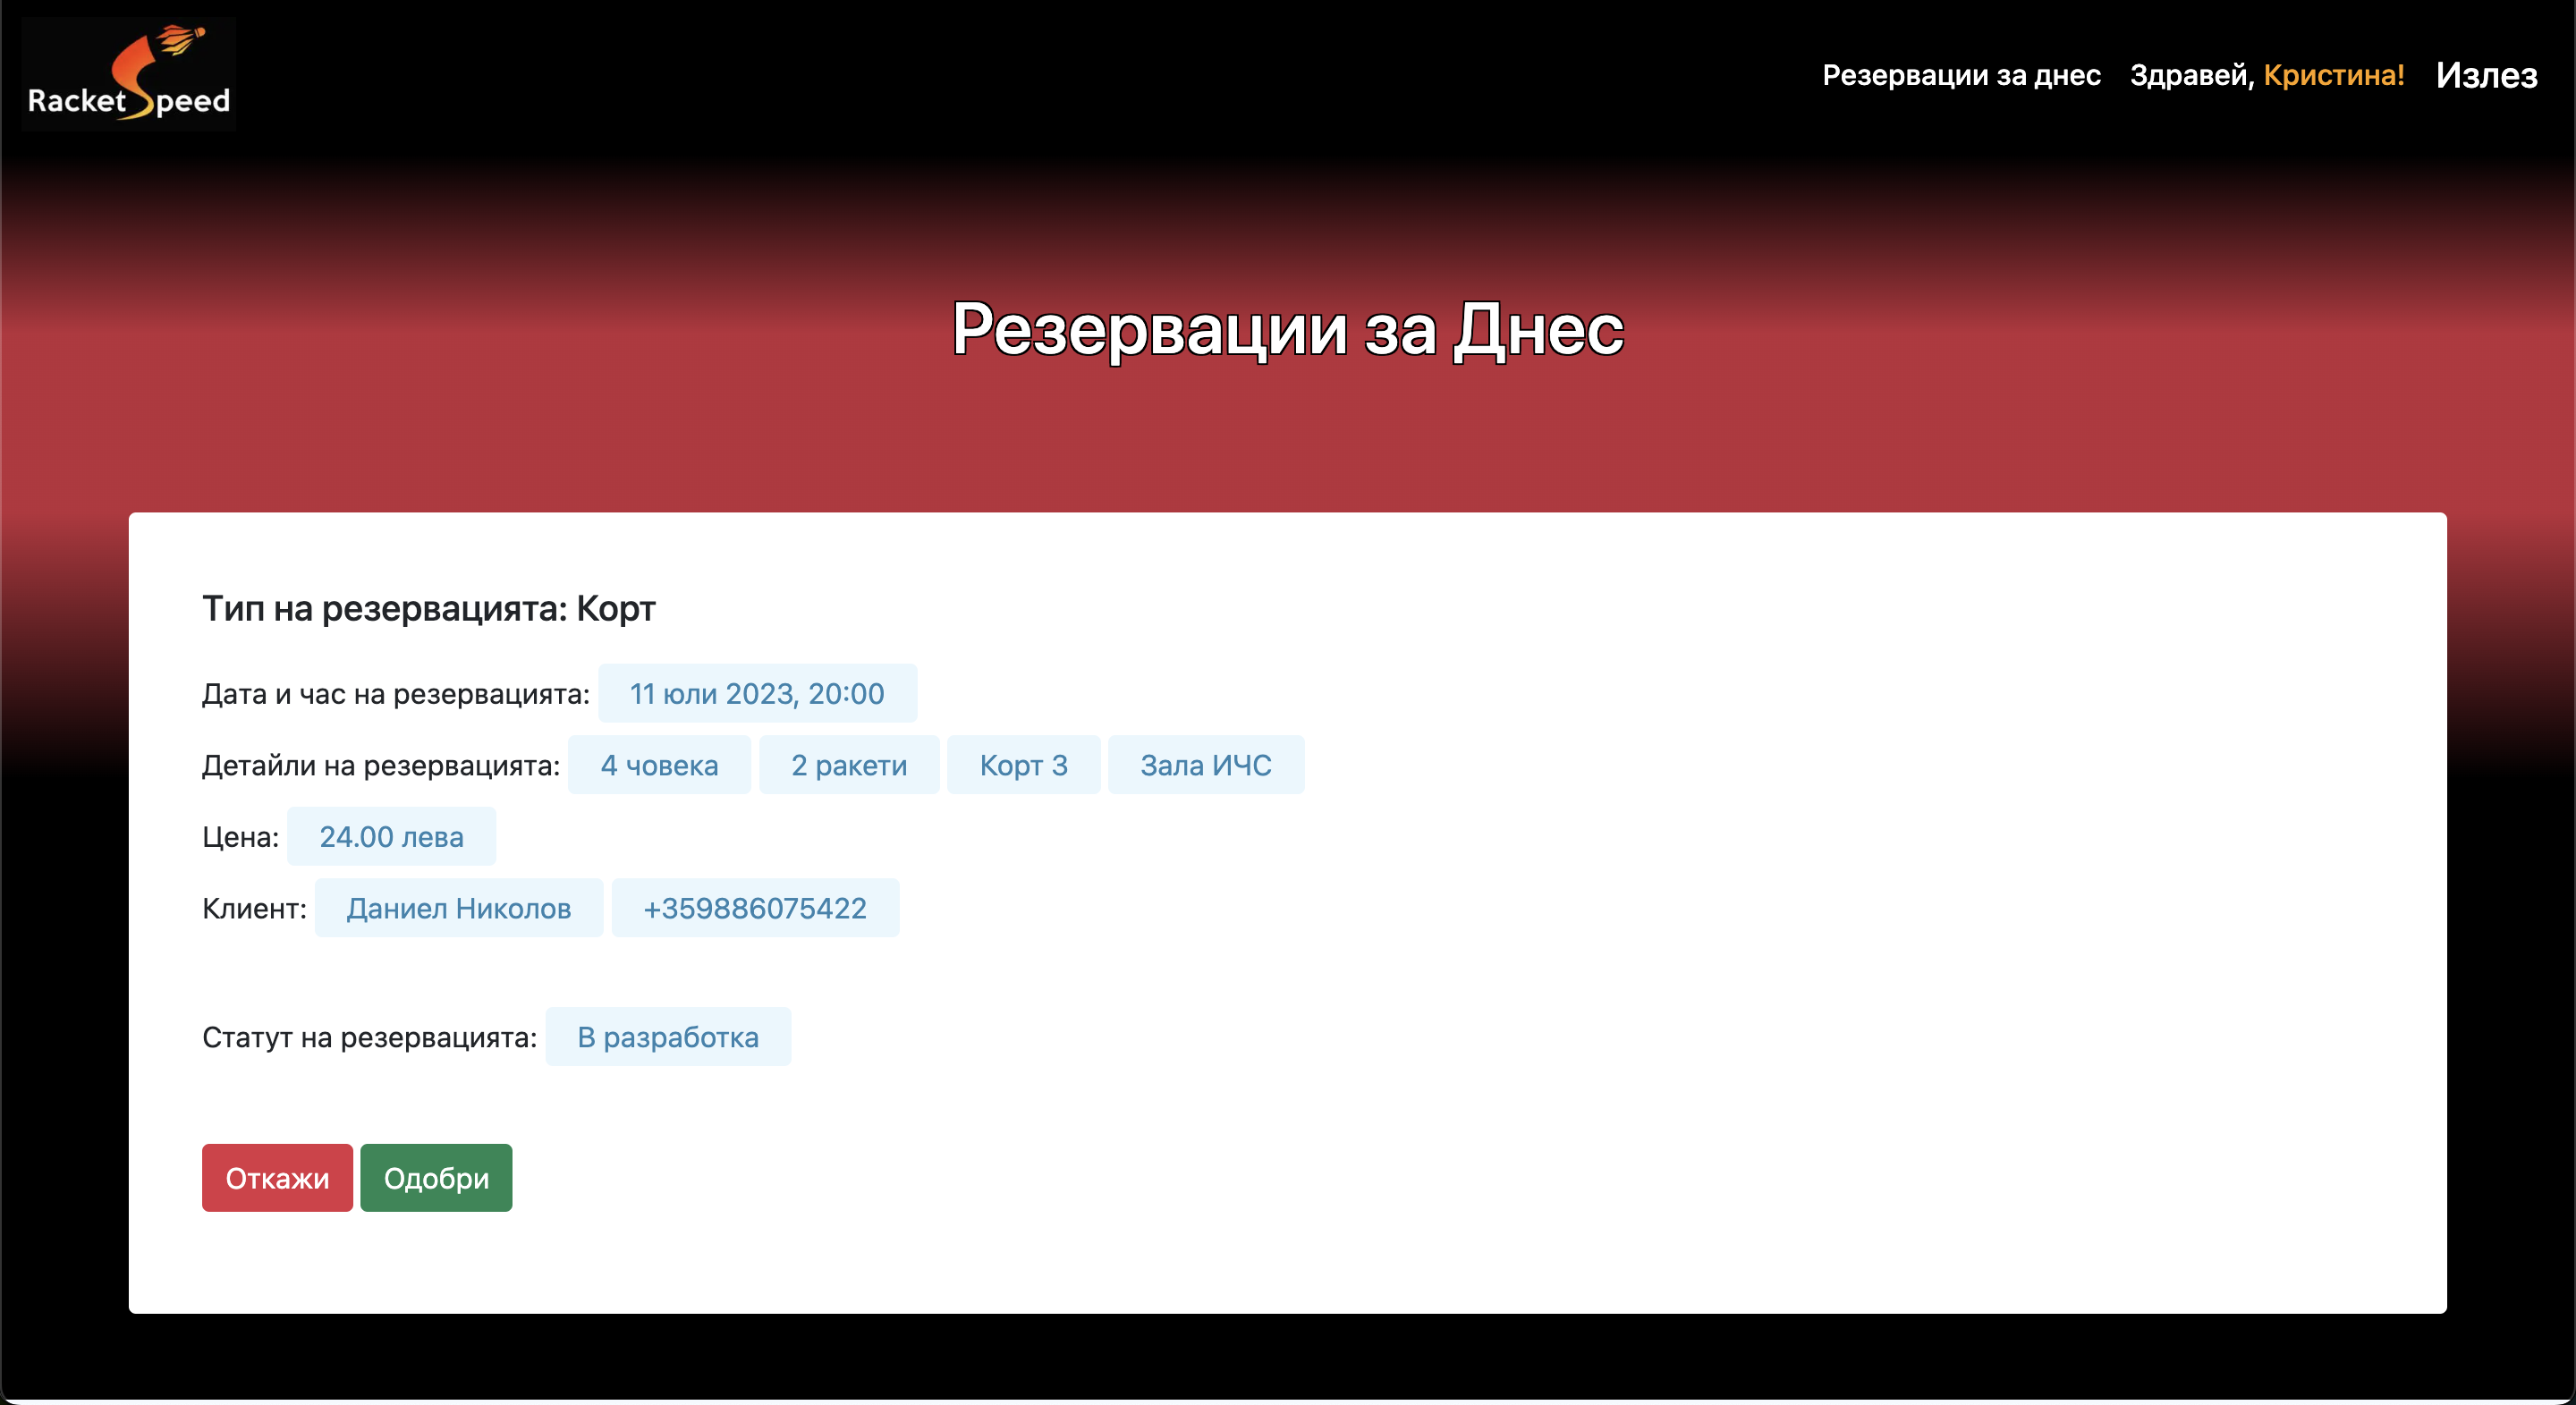 RacketSpeed
Резервации за днес Здравей, Кристина! Излез
Резервации за Днес
Тип на резервацията: Корт
Дата и час на резервацията: 11 юли 2023, 20:00
Детайли на резервацията: 4 човека 2 ракети Корт 3 Зала ИЧС
Цена: 24.00 лева
Клиент: Даниел Николов +359886075422
Статут на резервацията: В разработка
Откажи Одобри